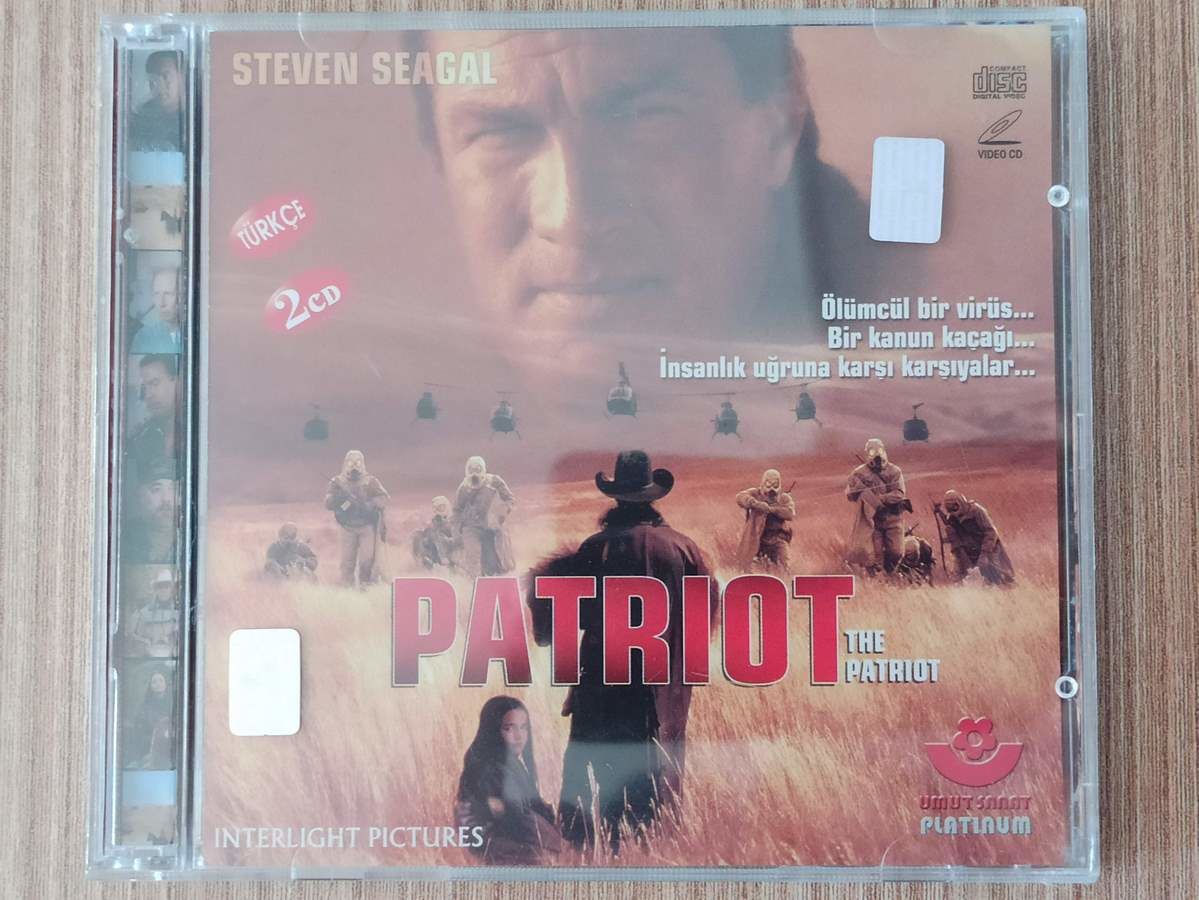 STEVEN SEAGAL
COMPACT
disc
DIGITAL VIDEO
VIDEO CD
TÜRKÇE
2CD
Ölümcül bir virüs...
Bir kanun kaçağı...
İnsanlık uğruna karşı karşıyalar...
PATRIOT
THE
PATRIOT
UMUT SANAT
PLATINUM
INTERLIGHT PICTURES